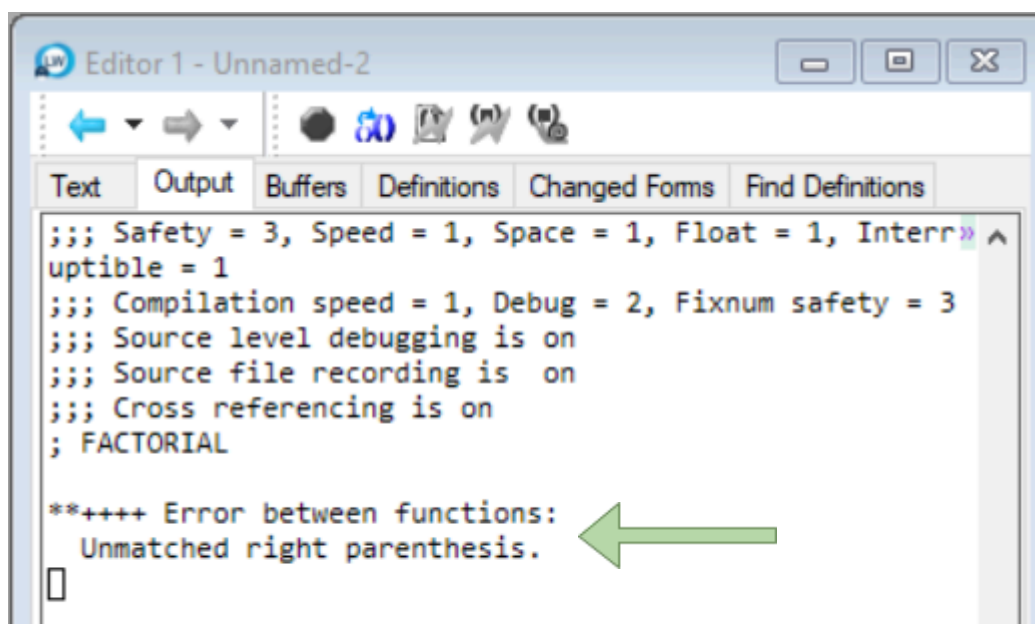 LW Editor 1 - Unnamed-2
Text Output Buffers Definitions Changed Forms Find Definitions
;;; Safety = 3, Speed = 1, Space = 1, Float = 1, Interr»
uptible = 1
;;; Compilation speed = 1, Debug = 2, Fixnum safety = 3
;;; Source level debugging is on
;;; Source file recording is  on
;;; Cross referencing is on
; FACTORIAL
**++++ Error between functions:
  Unmatched right parenthesis.